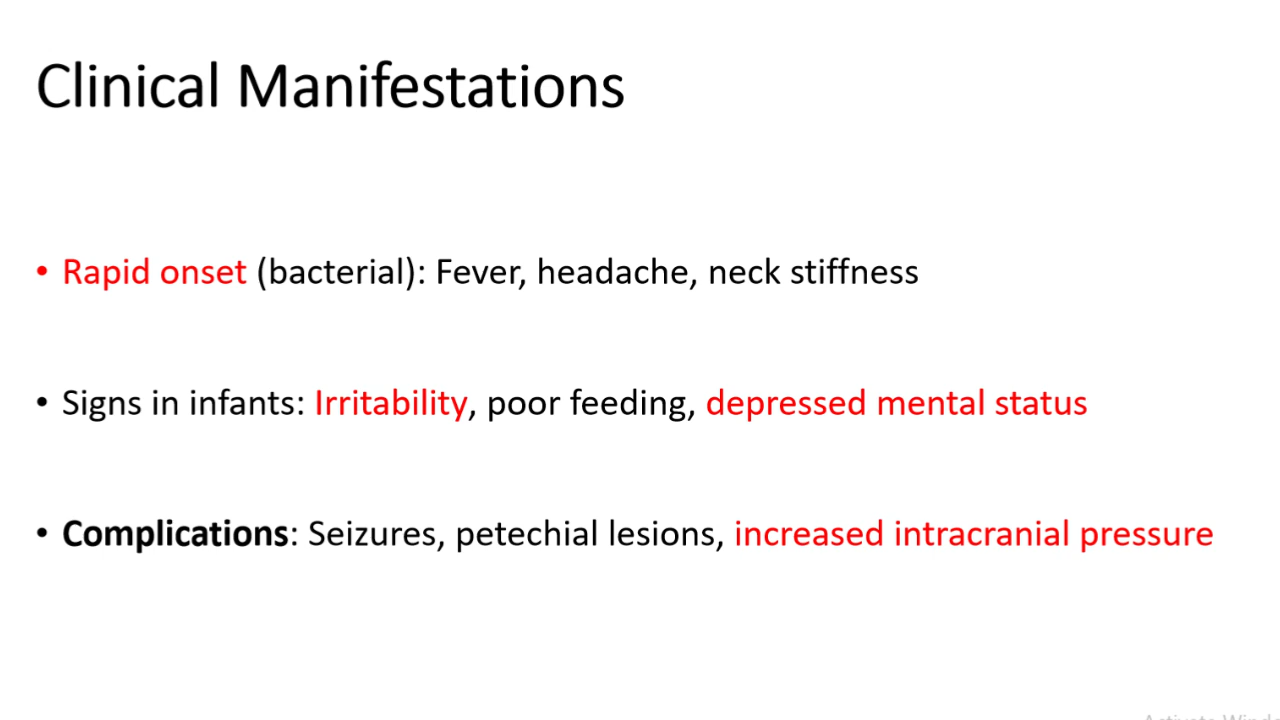 Clinical Manifestations
• Rapid onset (bacterial): Fever, headache, neck stiffness
• Signs in infants: Irritability, poor feeding, depressed mental status
• Complications: Seizures, petechial lesions, increased intracranial pressure